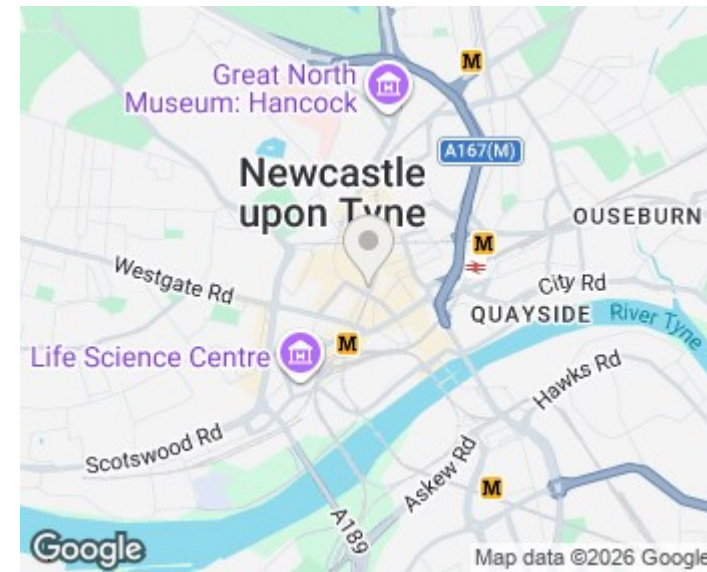 Great North
Museum: Hancock
M
A167(M)
Newcastle
upon Tyne
OUSEBURN
M
Westgate Rd
City Rd
QUAYSIDE
River Tyne
Life Science Centre
M
Hawks Rd
Scotswood Rd
Askew Rd
M
A189
Google
Map data ©2026 Google